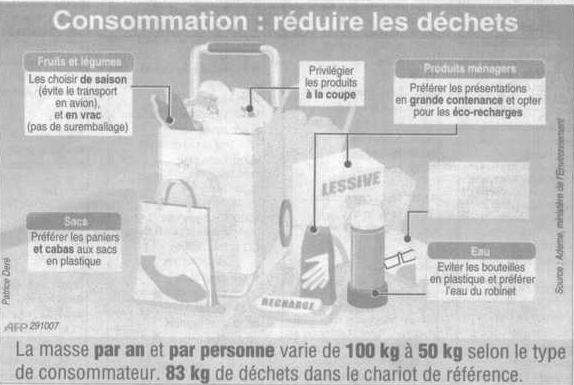 Consommation : réduire les déchets
Fruits et légumes
Les choisir de saison
(évite le transport
en avion),
et en vrac
(pas de suremballage)
Privilégier
les produits
à la coupe
Produits ménagers
Préférer les présentations
en grande contenance et opter
pour les éco-recharges
LESSIVE
Sacs
Préférer les paniers
et cabas aux sacs
en plastique
RECHARGE
Eau
Eviter les bouteilles
en plastique et préférer
l'eau du robinet
Patrice Deré
Source : Ademe, ministère de l'Environnement
AFP 291007
La masse par an et par personne varie de 100 kg à 50 kg selon le type
de consommateur. 83 kg de déchets dans le chariot de référence.